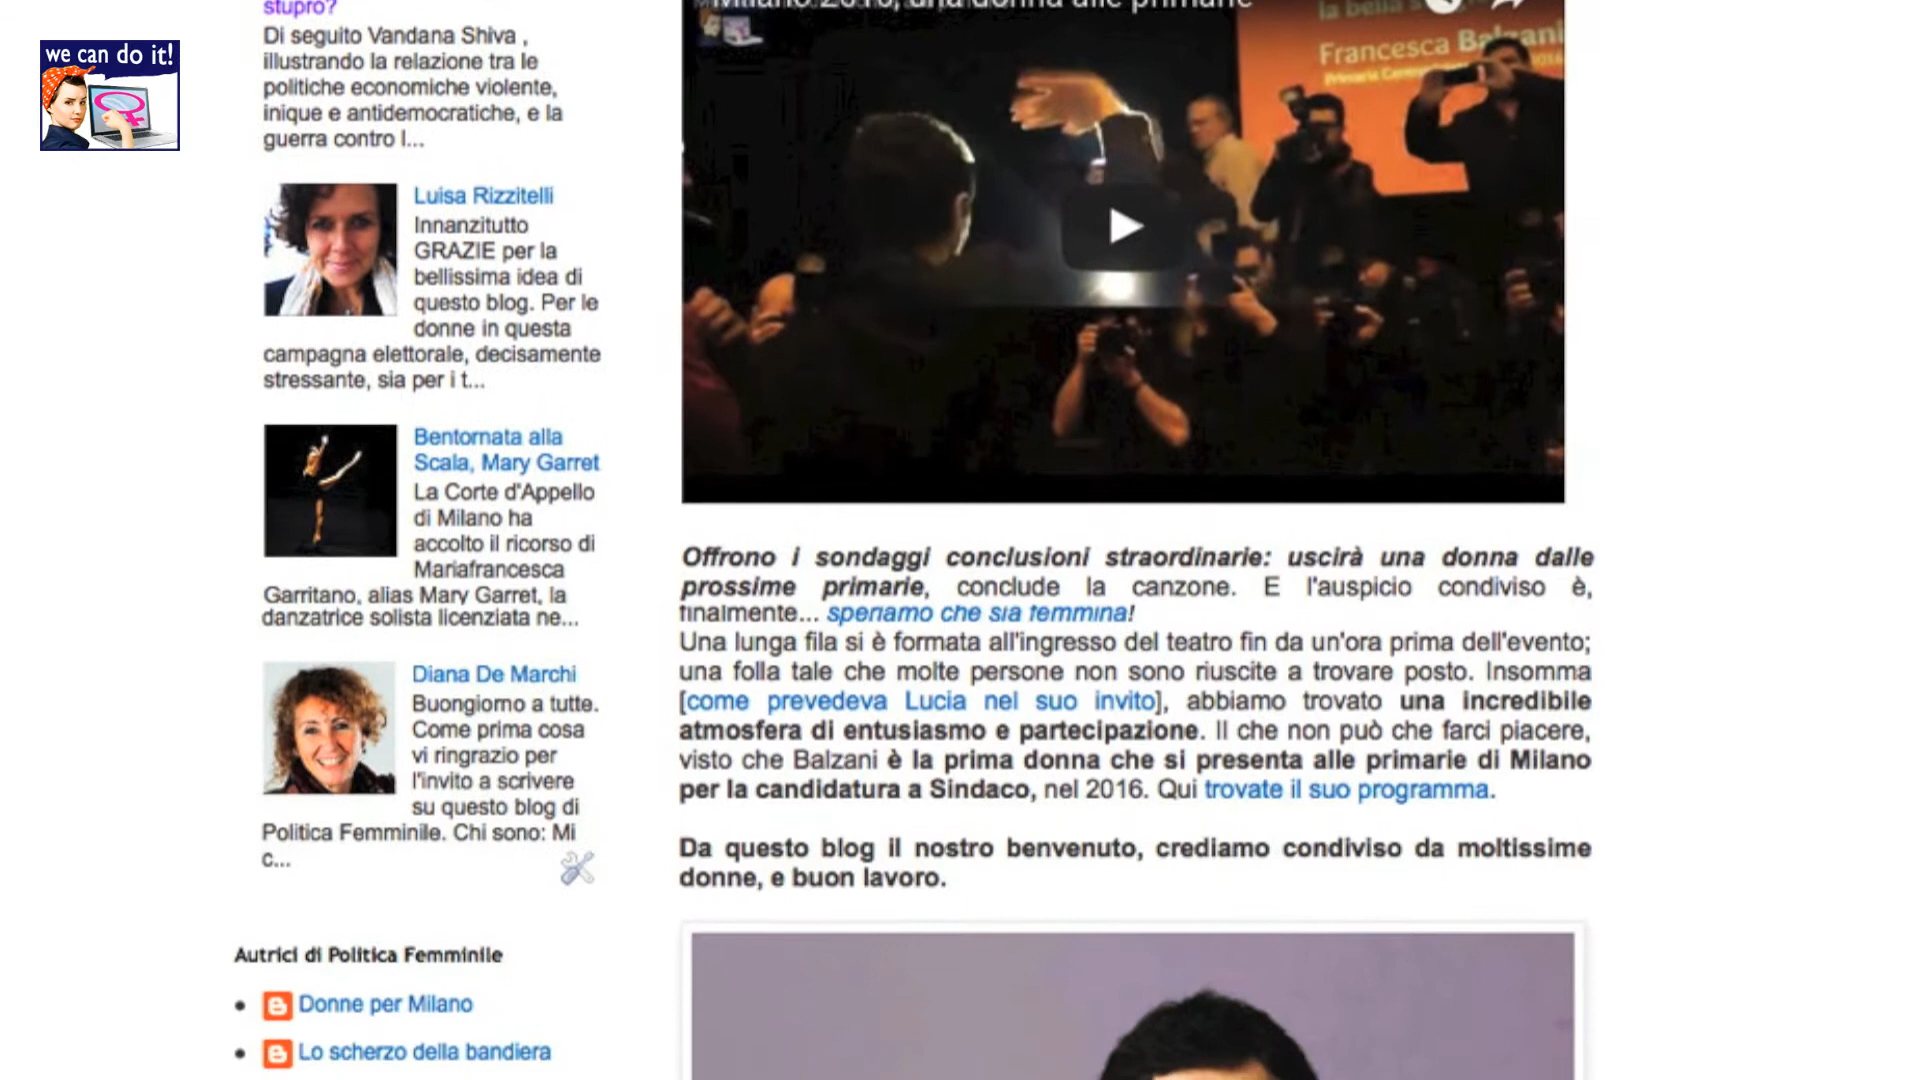 we can do it!
stupro?
Di seguito Vandana Shiva ,
illustrando la relazione tra le
politiche economiche violente,
inique e antidemocratiche, e la
guerra contro l...
Luisa Rizzitelli
Innanzitutto
GRAZIE per la
bellissima idea di
questo blog. Per le
donne in questa
campagna elettorale, decisamente
stressante, sia per i t...
Bentornata alla
Scala, Mary Garret
La Corte d'Appello
di Milano ha
accolto il ricorso di
Mariafrancesca
Garritano, alias Mary Garret, la
danzatrice solista licenziata ne...
Diana De Marchi
Buongiorno a tutte.
Come prima cosa
vi ringrazio per
l'invito a scrivere
su questo blog di
Politica Femminile. Chi sono: Mi
c...
Autrici di Politica Femminile
Donne per Milano
Lo scherzo della bandiera
Milano 2016, una donna alle primarie
la bella
Francesca Balzani
Offrono i sondaggi conclusioni straordinarie: uscirà una donna dalle
prossime primarie, conclude la canzone. E l'auspicio condiviso è,
finalmente... speriamo che sia femmina!
Una lunga fila si è formata all'ingresso del teatro fin da un'ora prima dell'evento;
una folla tale che molte persone non sono riuscite a trovare posto. Insomma
[come prevedeva Lucia nel suo invito], abbiamo trovato una incredibile
atmosfera di entusiasmo e partecipazione. Il che non può che farci piacere,
visto che Balzani è la prima donna che si presenta alle primarie di Milano
per la candidatura a Sindaco, nel 2016. Qui trovate il suo programma.
Da questo blog il nostro benvenuto, crediamo condiviso da moltissime
donne, e buon lavoro.